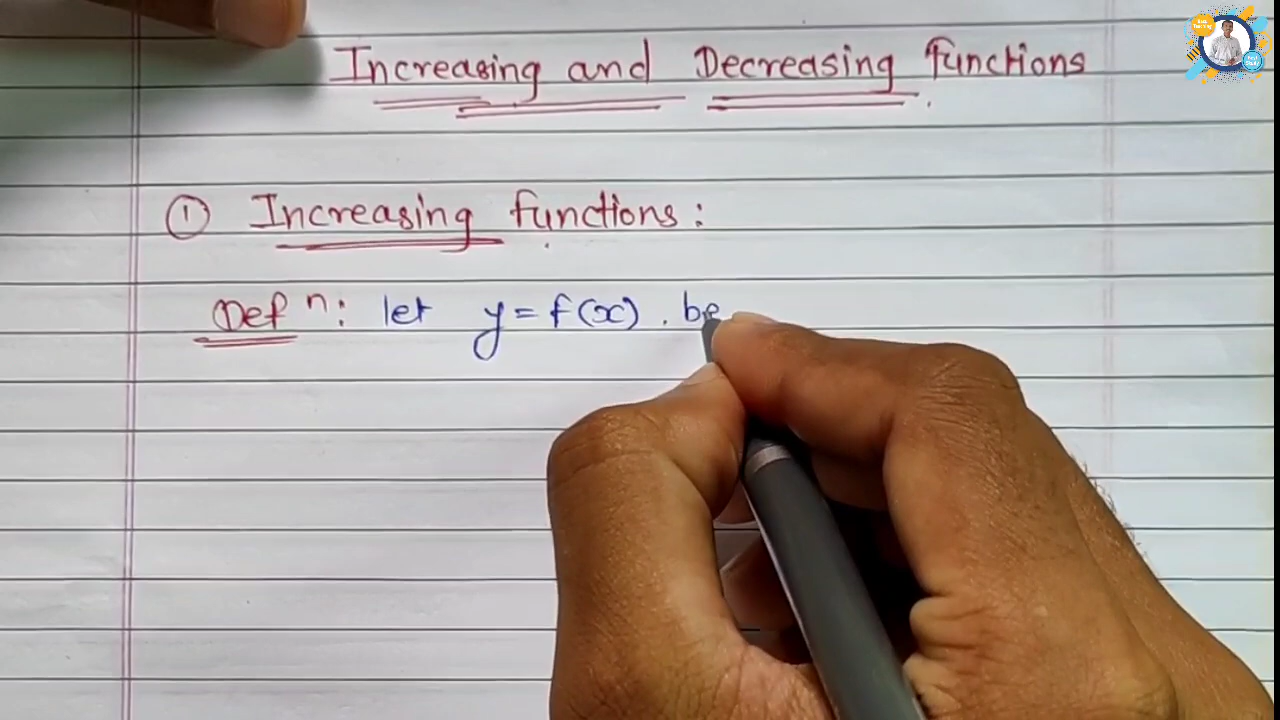 Increasing and Decreasing functions
① Increasing functions:
Defn: let y = f(x). be